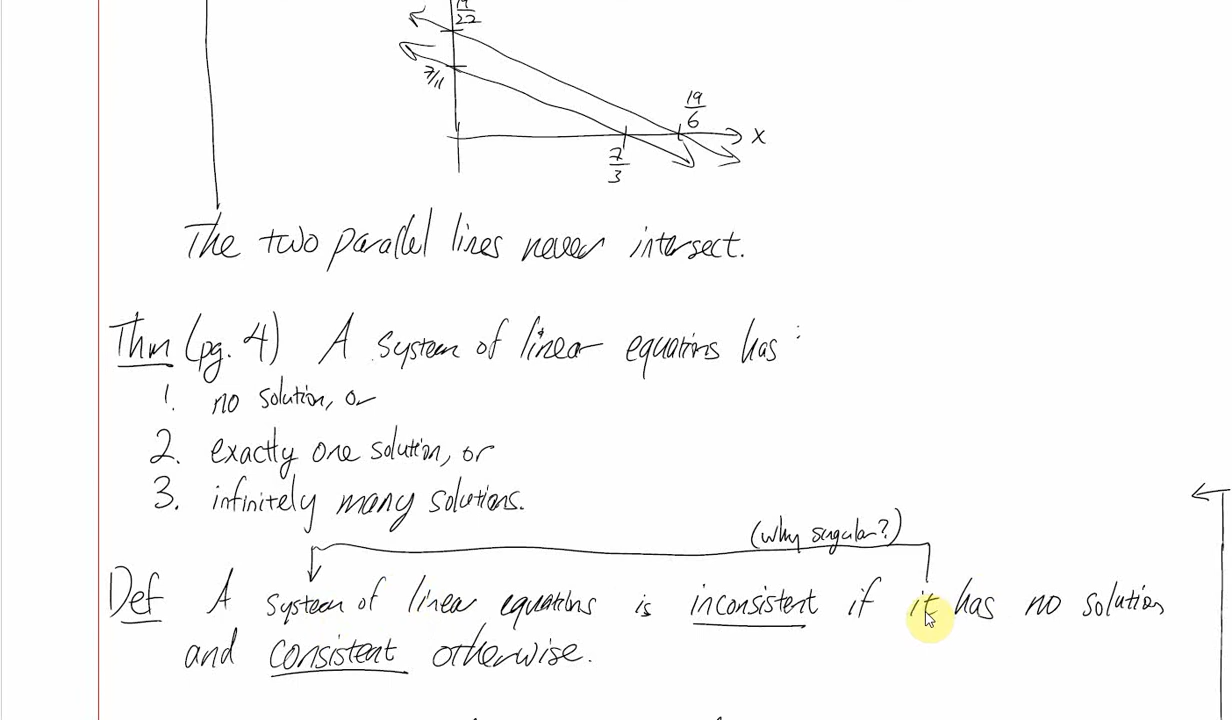 19/22
7/11
19/6
x
7/3
The two parallel lines never intersect.
Thm (pg. 4) A system of linear equations has:
1. no solution, or
2. exactly one solution, or
3. infinitely many solutions.
(why singular?)
Def A system of linear equations is inconsistent if it has no solution
and consistent otherwise.